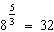 8^{5/3} = 32